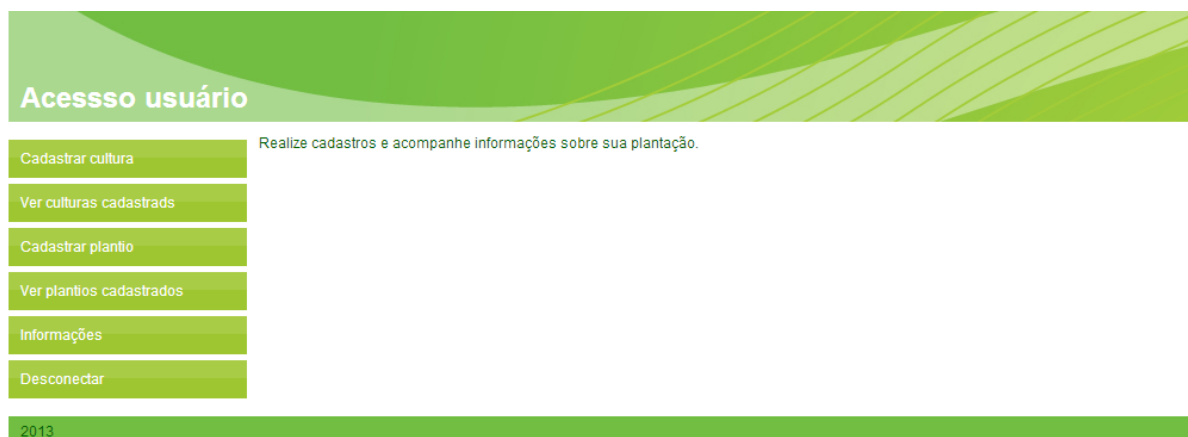 Acessso usuário
Cadastrar cultura
Realize cadastros e acompanhe informações sobre sua plantação.
Ver culturas cadastrads
Cadastrar plantio
Ver plantios cadastrados
Informações
Desconectar
2013